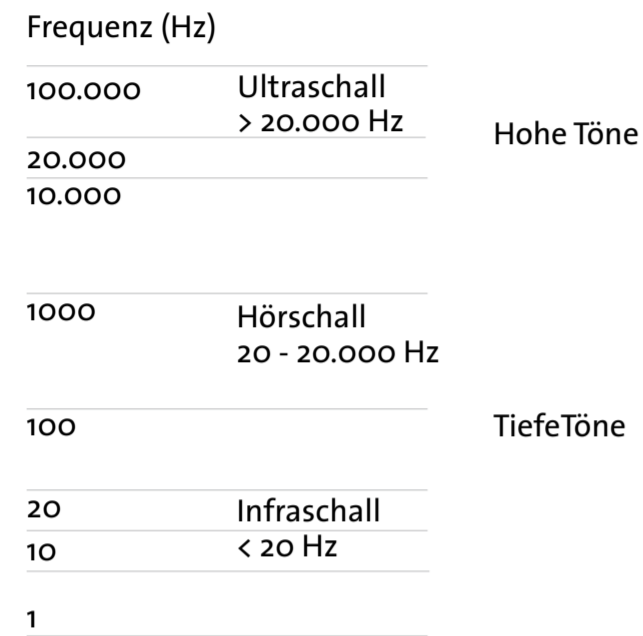 Frequenz (Hz)
100.000
Ultraschall
> 20.000 Hz
Hohe Töne
20.000
10.000
1000
Hörschall
20 - 20.000 Hz
100
TiefeTöne
20
Infraschall
10
< 20 Hz
1